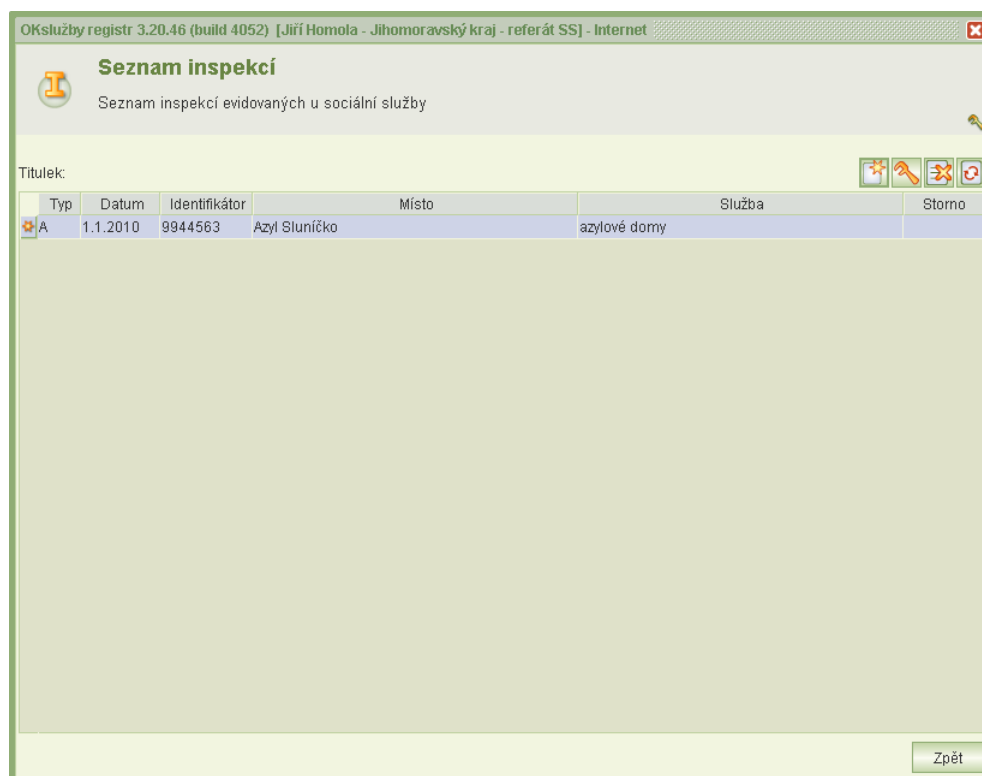 OKslužby registr 3.20.46 (build 4052) [Jiří Homola - Jihomoravský kraj - referát SS] - Internet
I
Seznam inspekcí
Seznam inspekcí evidovaných u sociální služby
Titulek:
Typ Datum Identifikátor Místo Služba Storno
A 1.1.2010 9944563 Azyl Sluníčko azylové domy
Zpět